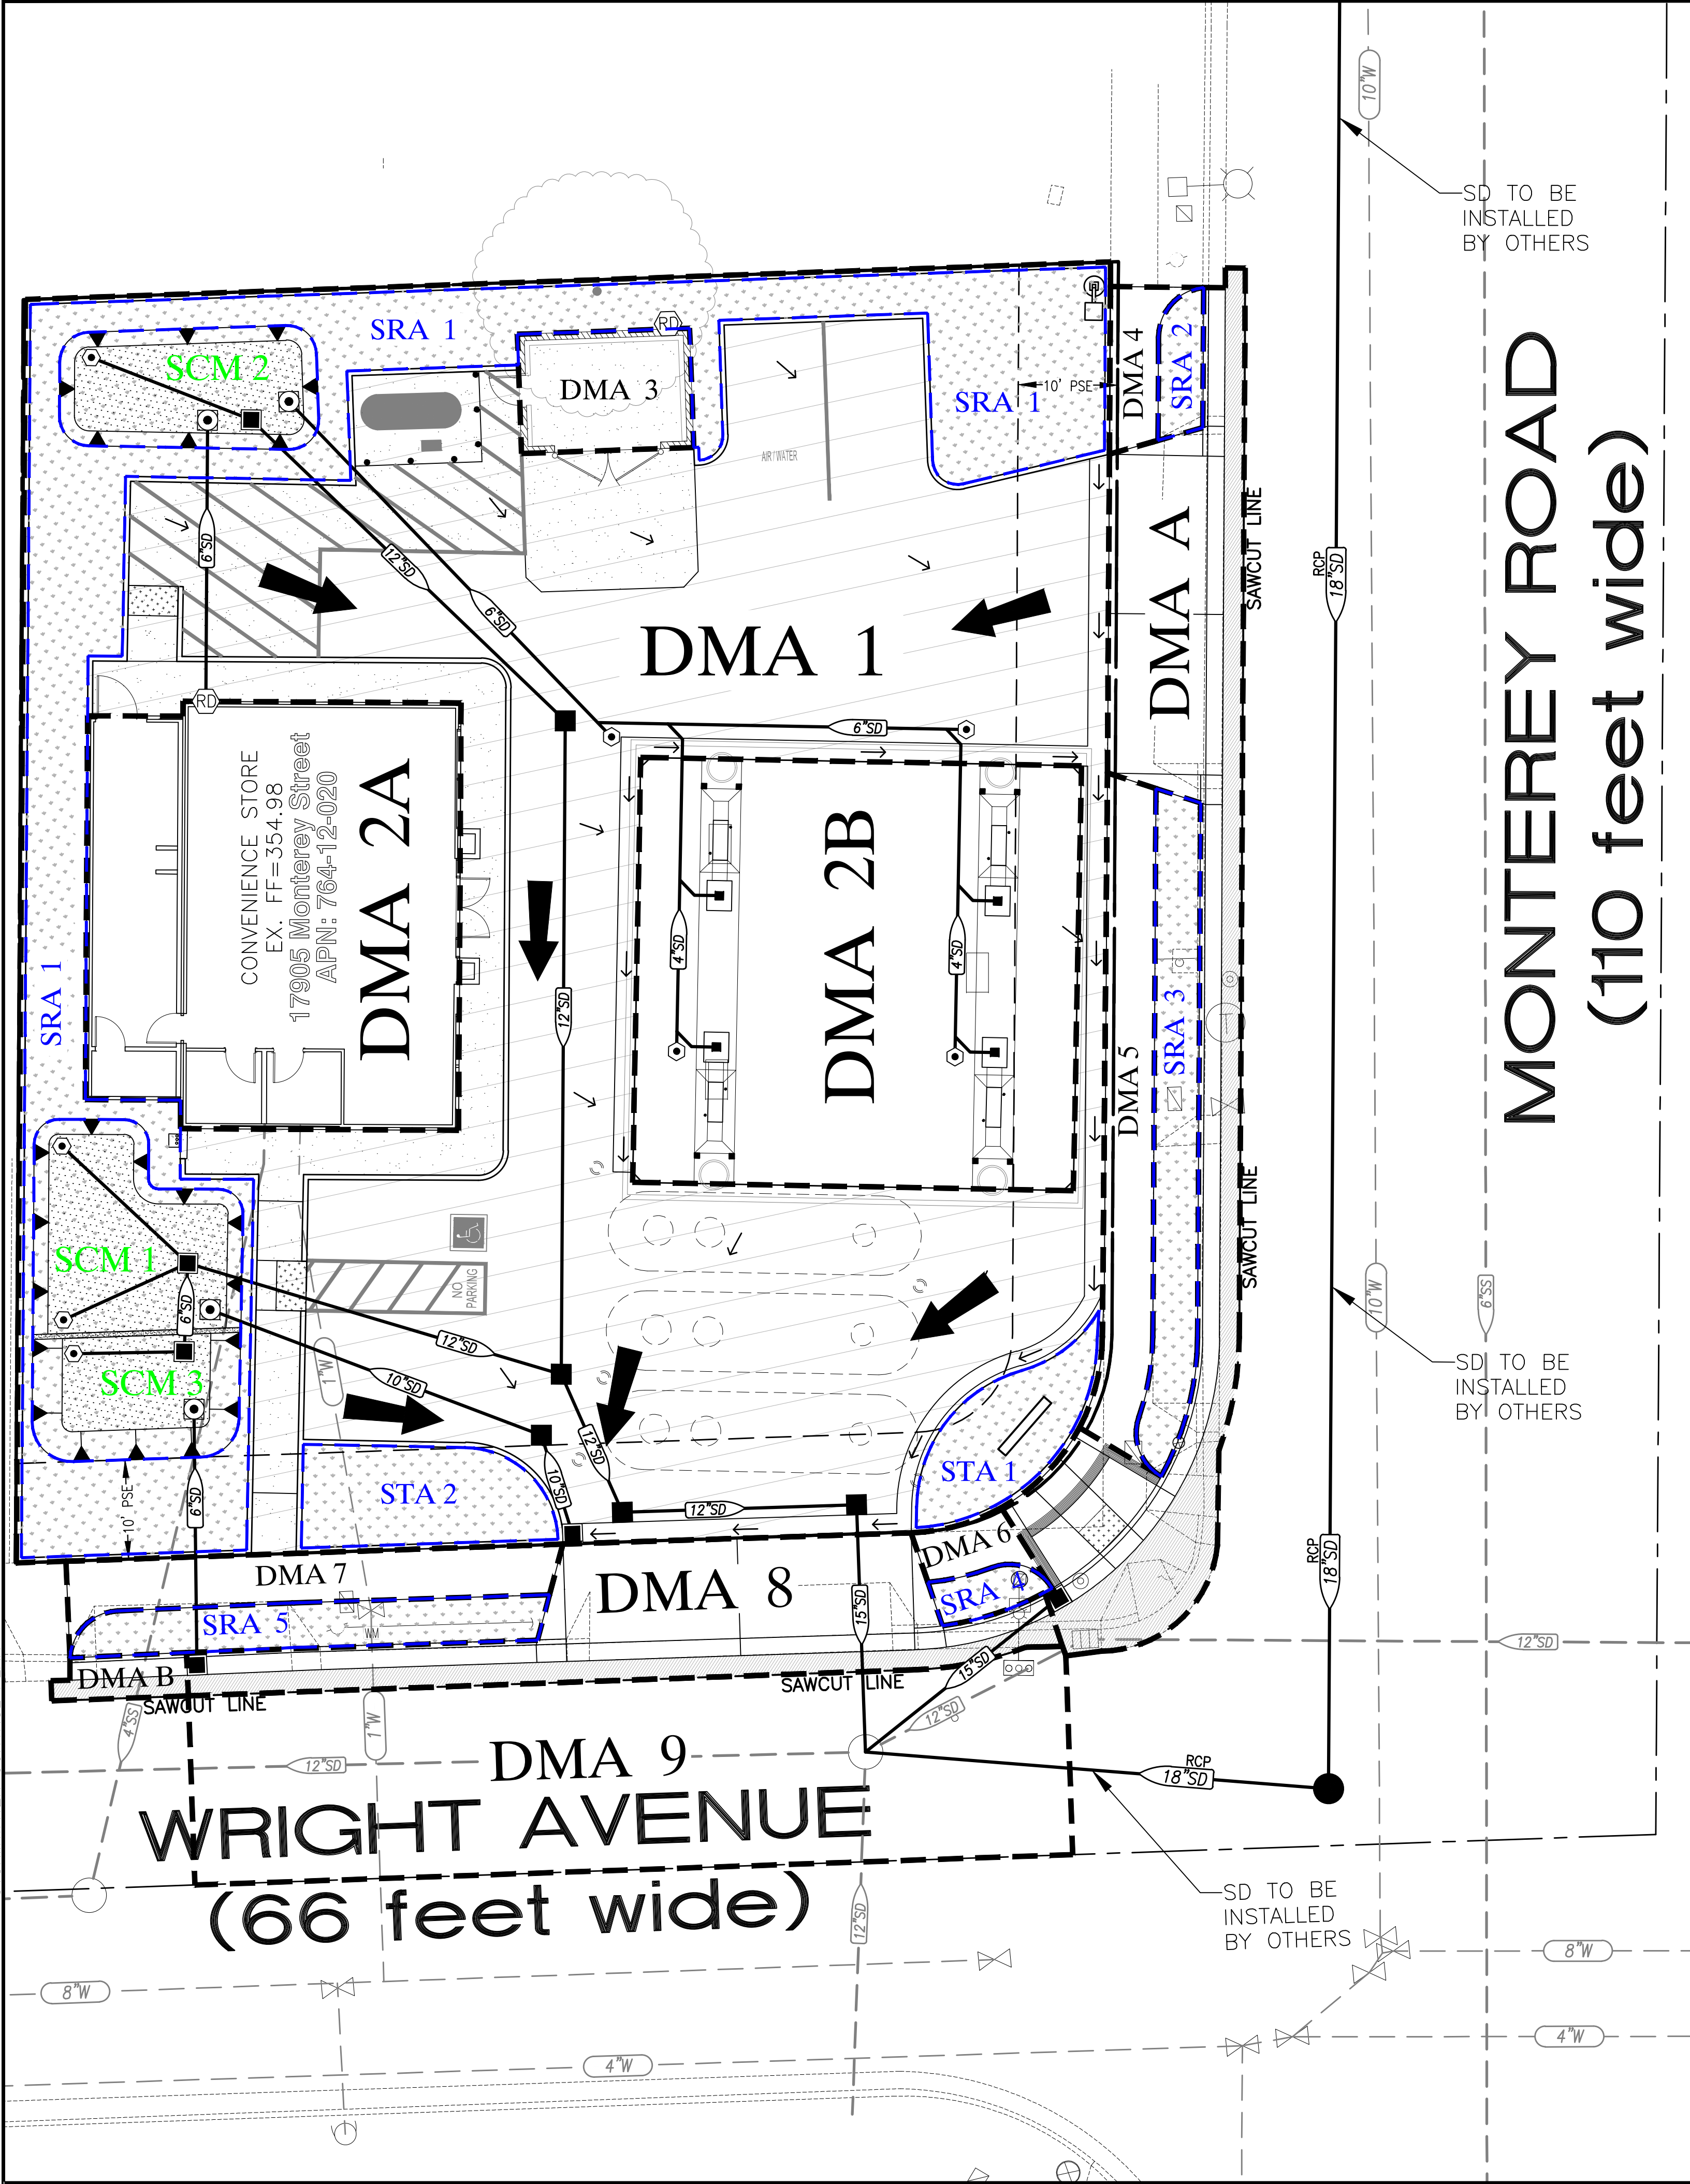 10"W
SD TO BE
INSTALLED
BY OTHERS
SRA 1
RD
SCM 2
DMA 3
SRA 1
10' PSE
DMA 4
SRA 2
AIR/WATER
6"SD
12"SD
6"SD
DMA 1
DMA A
SAWCUT LINE
RCP
18"SD
MONTEREY ROAD
(110 feet wide)
RD
6"SD
CONVENIENCE STORE
EX. FF=354.98
17905 Monterey Street
APN: 764-12-020
DMA 2A
SRA 1
12"SD
4"SD
DMA 2B
4"SD
DMA 5
SRA 3
SAWCUT LINE
SCM 1
6"SD
SCM 3
NO
PARKING
12"SD
10"SD
1"W
10"W
6"SS
SD TO BE
INSTALLED
BY OTHERS
10' PSE
6"SD
STA 2
10"SD
12"SD
12"SD
STA 1
DMA 6
SRA 4
DMA 7
SRA 5
WM
DMA 8
15"SD
RCP
18"SD
12"SD
DMA B
SAWCUT LINE
SAWCUT LINE
15"SD
12"SD
4"SS
1"W
12"SD
DMA 9
RCP
18"SD
WRIGHT AVENUE
(66 feet wide)
12"SD
SD TO BE
INSTALLED
BY OTHERS
8"W
8"W
4"W
4"W